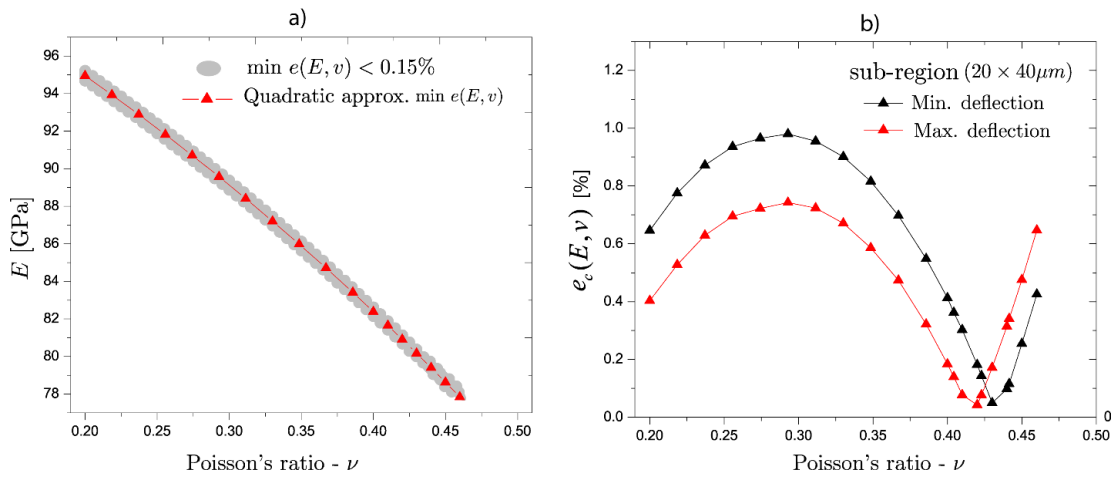 a)
96
94
92
90
88
86
84
82
80
78
E [GPa]
0.20
0.25
0.30
0.35
0.40
0.45
0.50
Poisson's ratio - ν
min e(E, v) < 0.15%
Quadratic approx. min e(E, v)
b)
1.2
1.0
0.8
0.6
0.4
0.2
0.0
e_c(E, ν) [%]
0.20
0.25
0.30
0.35
0.40
0.45
0.50
0
Poisson's ratio - ν
sub-region (20 × 40μm)
Min. deflection
Max. deflection